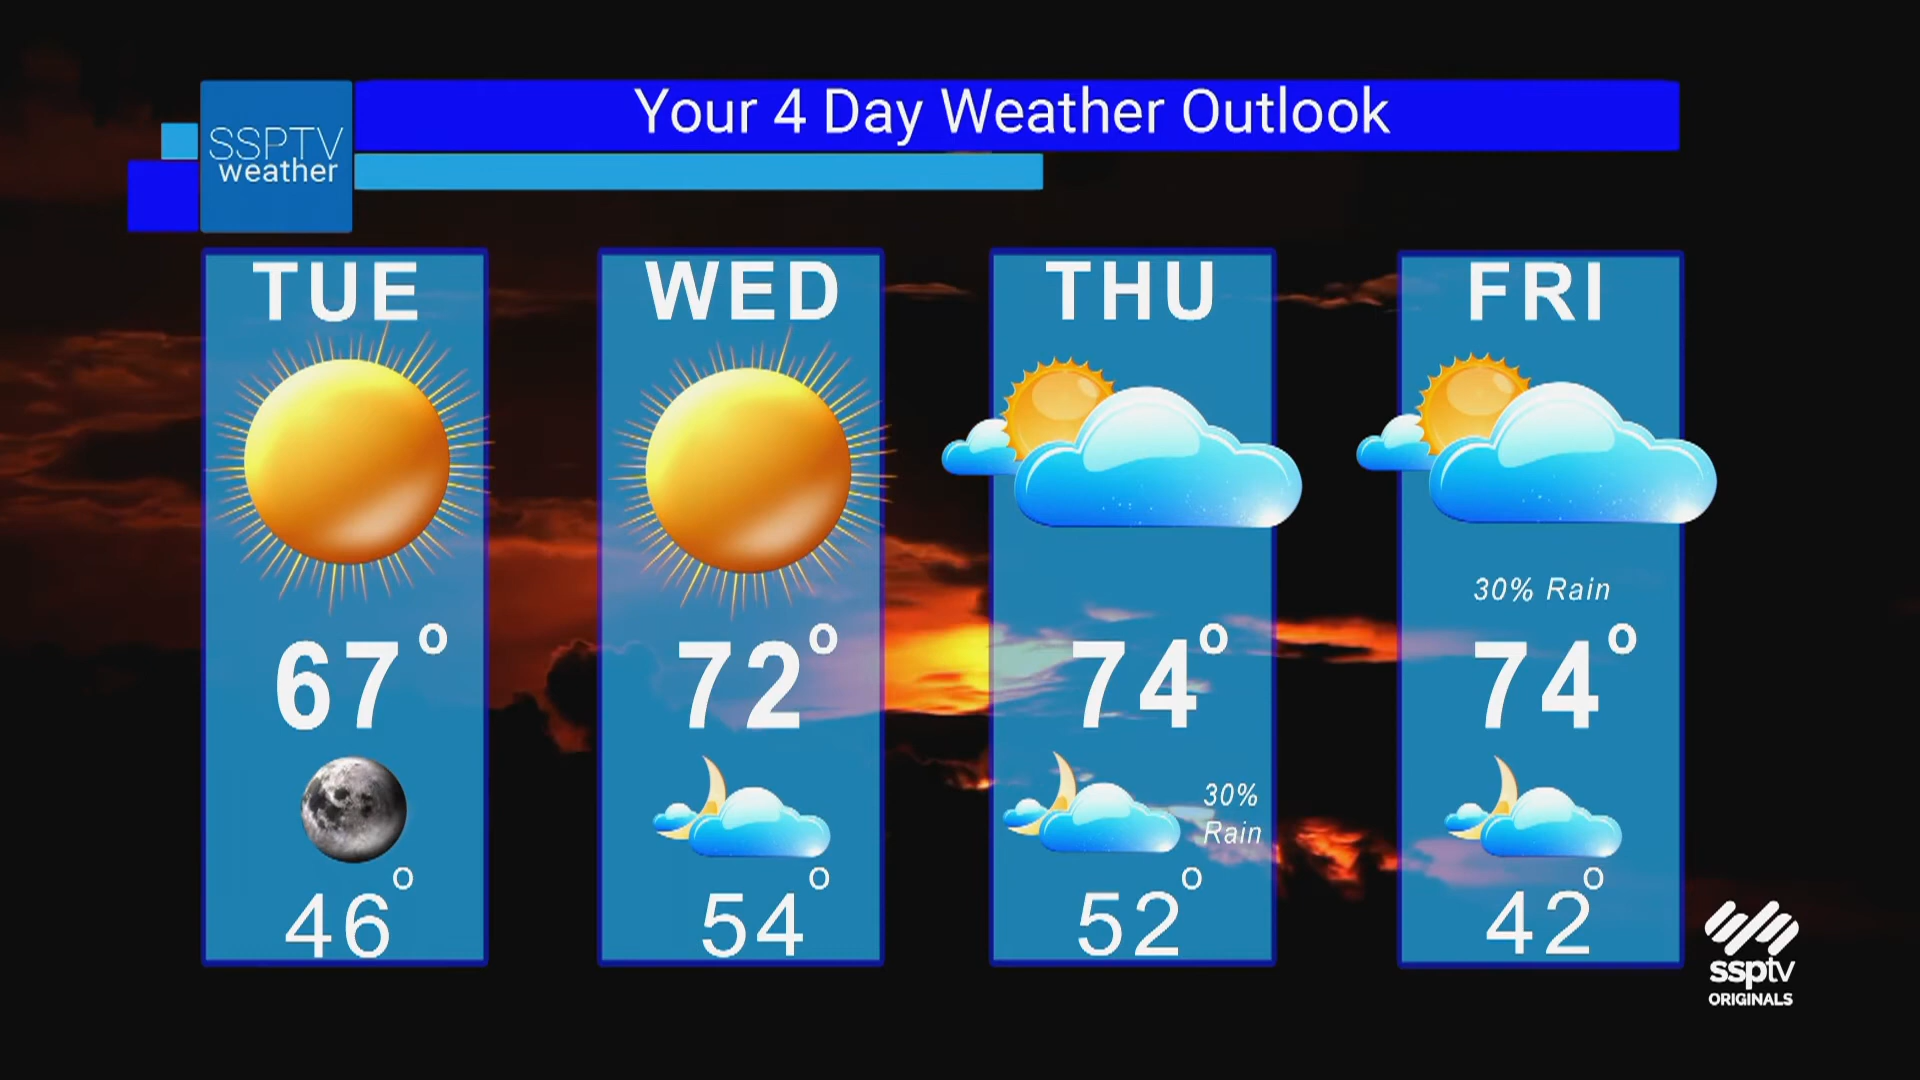 Your 4 Day Weather Outlook
SSPTV
weather
TUE
67°
46°
WED
72°
54°
THU
74°
30%
Rain
52°
FRI
30% Rain
74°
42°
ssptv
ORIGINALS